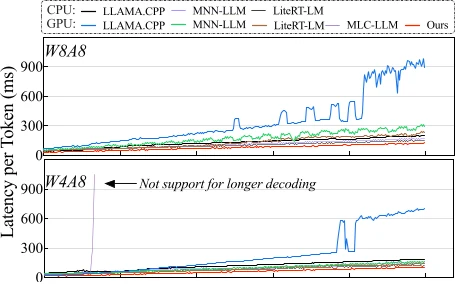 CPU: LLAMA.CPP MNN-LLM LiteRT-LM
GPU: LLAMA.CPP MNN-LLM LiteRT-LM MLC-LLM Ours
Latency per Token (ms)
W8A8
900
600
300
0
W4A8
Not support for longer decoding
900
600
300
0